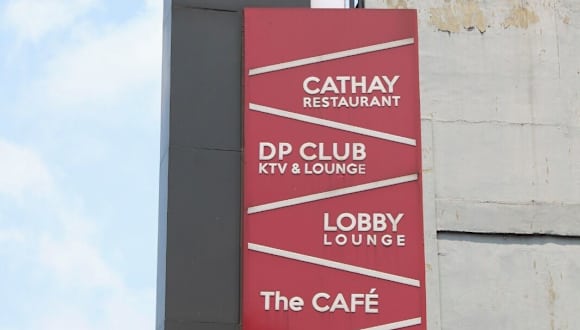 CATHAY
RESTAURANT
DP CLUB
KTV & LOUNGE
LOBBY
LOUNGE
The CAFÉ